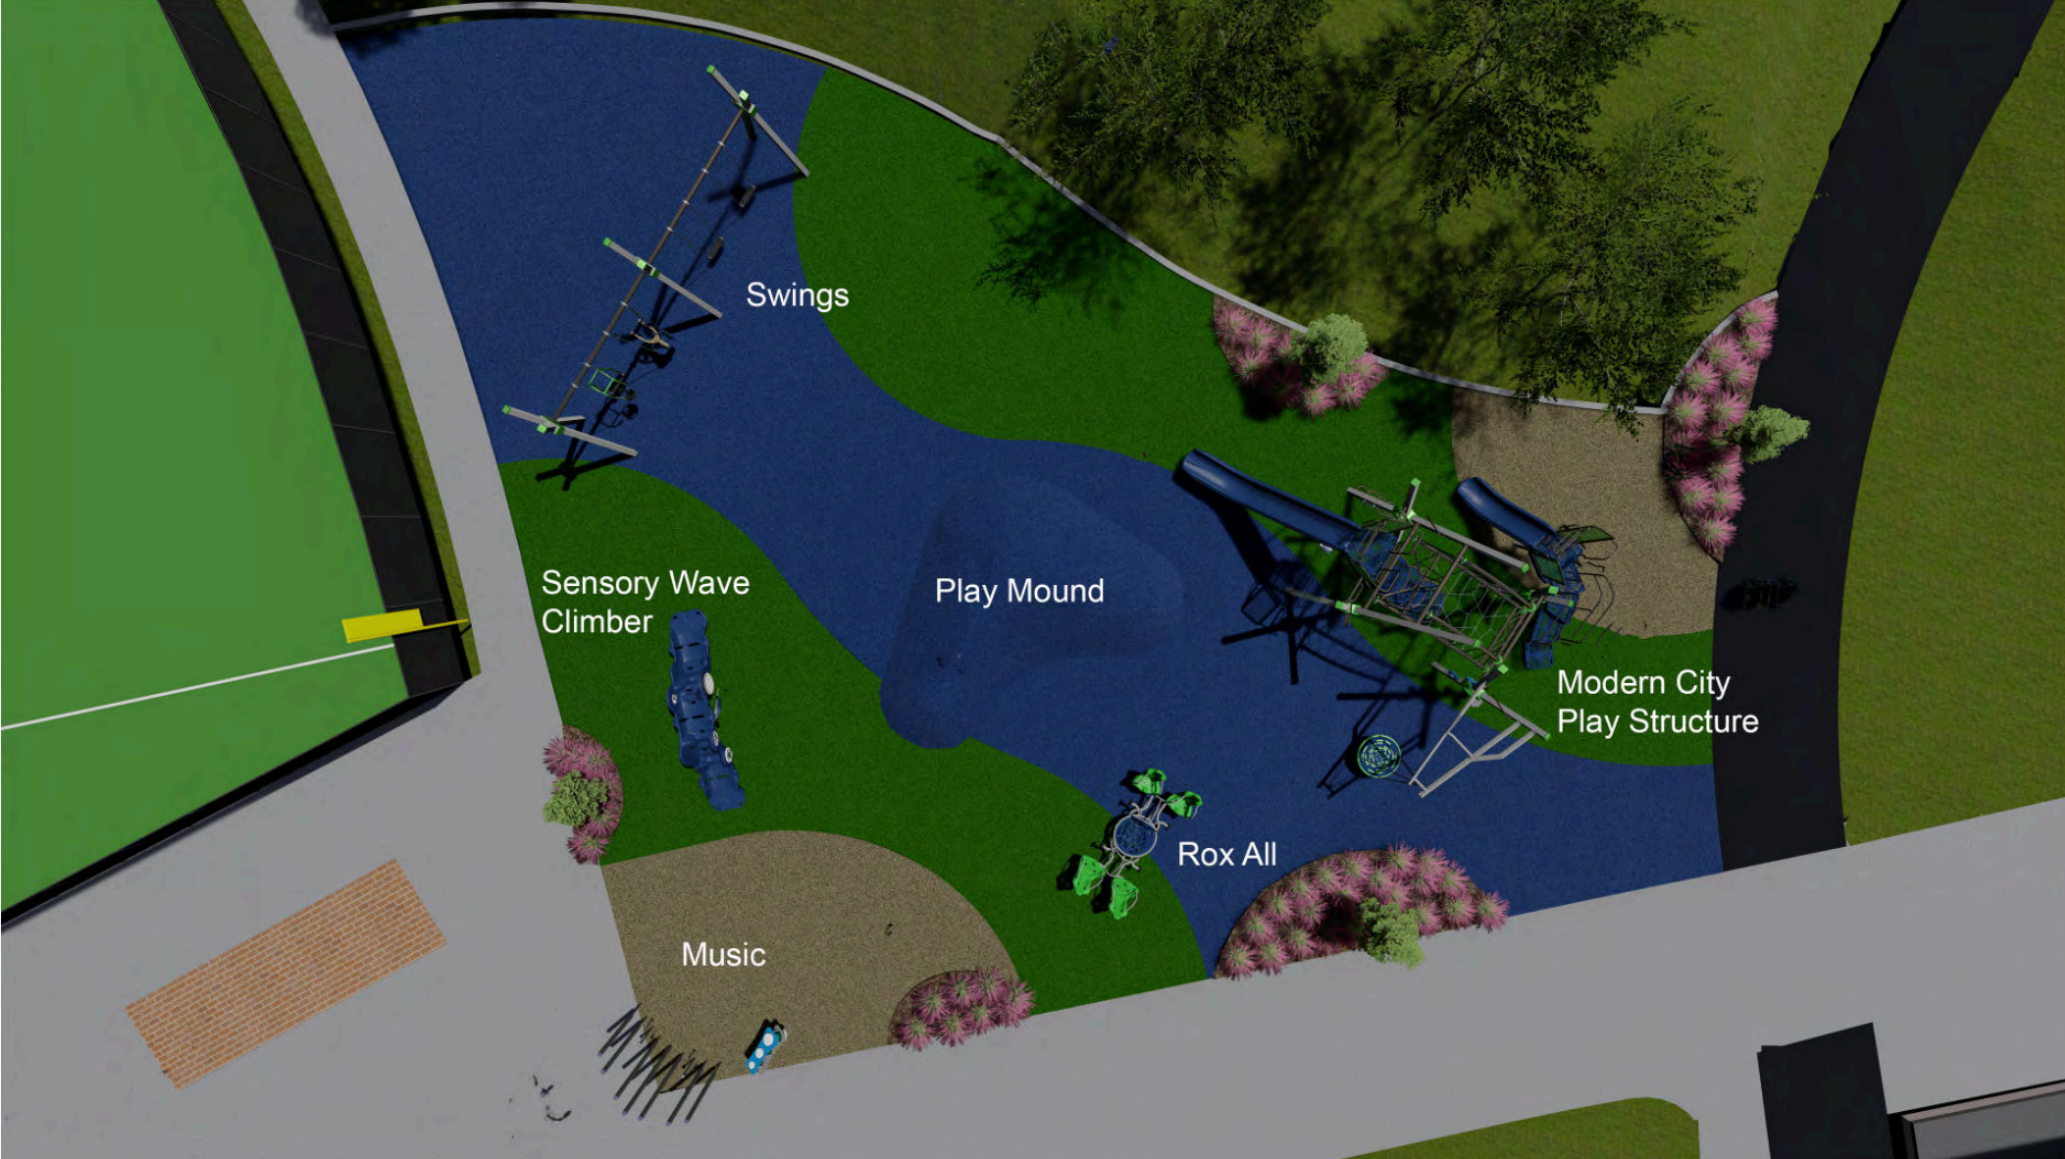 Swings
Sensory Wave
Climber
Play Mound
Modern City
Play Structure
Rox All
Music